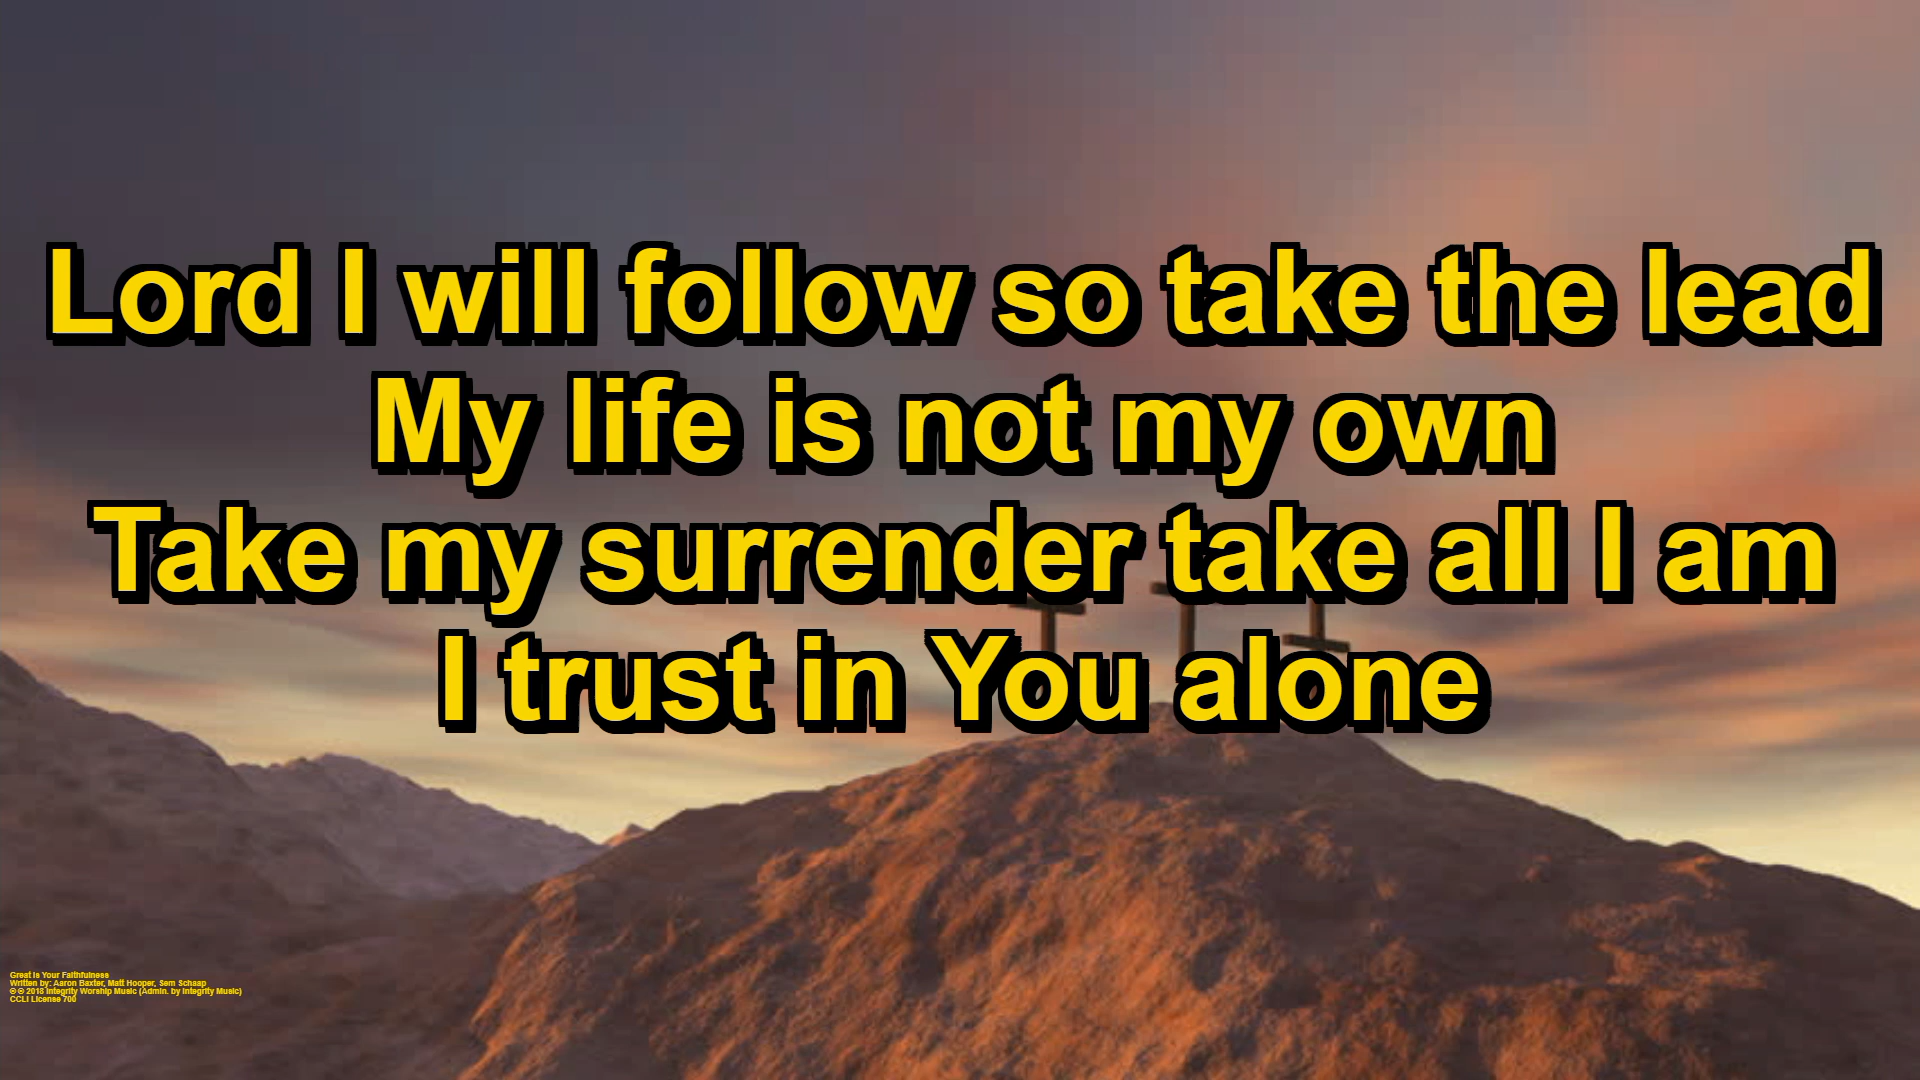 Lord I will follow so take the lead
My life is not my own
Take my surrender take all I am
I trust in You alone
Great Is Your Faithfulness
Written by: Aaron Baxter, Matt Hooper, Sem Schaap
© ℗ 2018 Integrity Worship Music (Admin. by Integrity Music)
CCLI License 700